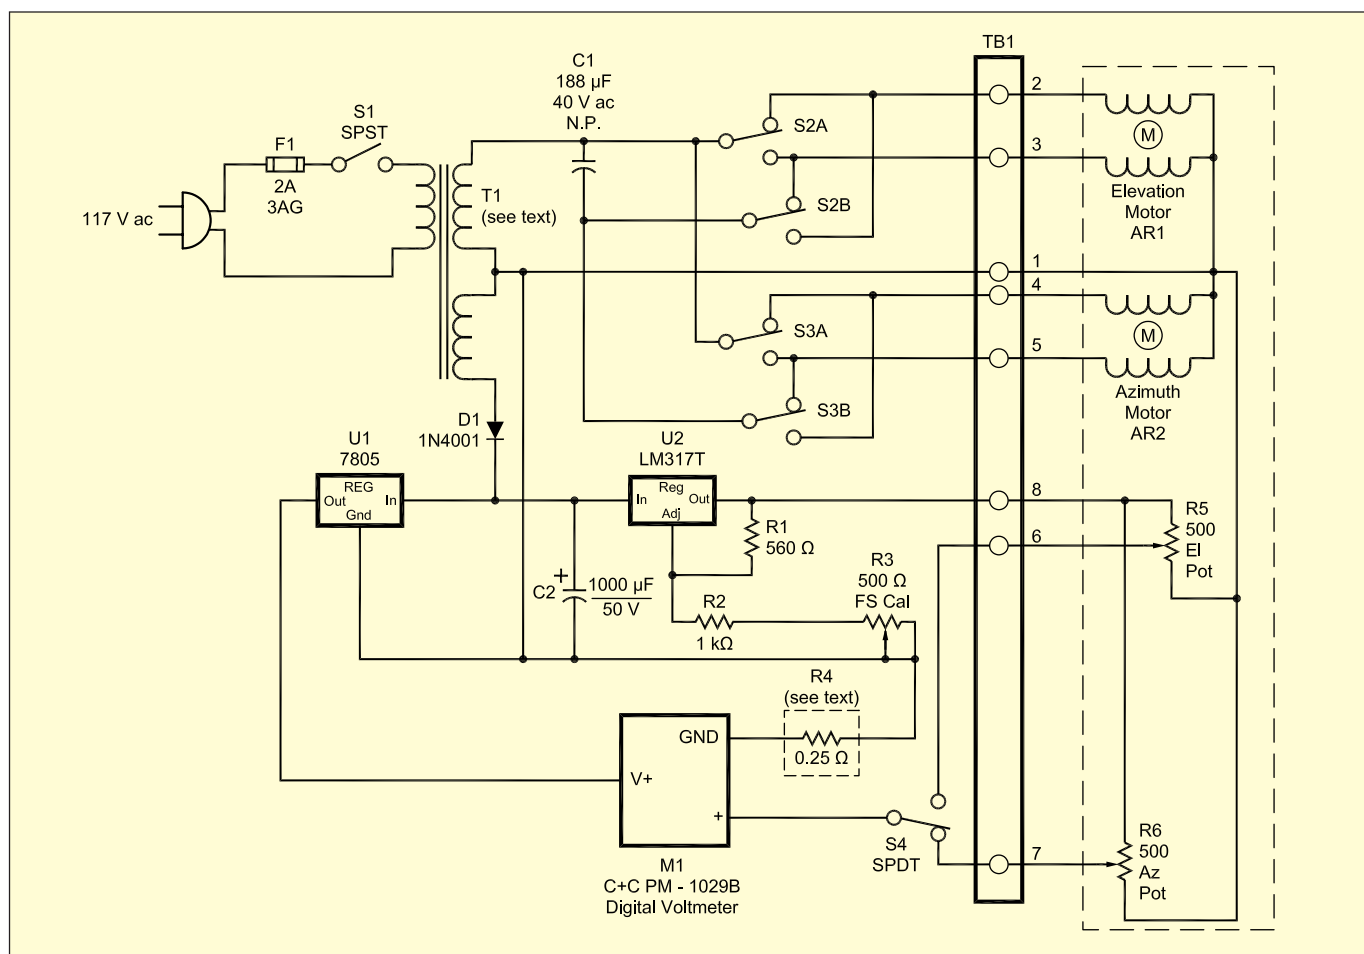 TB1
C1
188 µF
40 V ac
N.P.
S1
SPST
F1
2A
3AG
117 V ac
T1
(see text)
S2A
S2B
S3A
S3B
2
3
1
4
5
8
6
7
M
Elevation
Motor
AR1
M
Azimuth
Motor
AR2
D1
1N4001
U1
7805
REG
Out
In
Gnd
U2
LM317T
Reg
In
Out
Adj
R1
560 Ω
C2
+
1000 µF
50 V
R2
1 kΩ
R3
500 Ω
FS Cal
R4
(see text)
0.25 Ω
R5
500
El
Pot
GND
V+
+
M1
C+C PM - 1029B
Digital Voltmeter
S4
SPDT
R6
500
Az
Pot